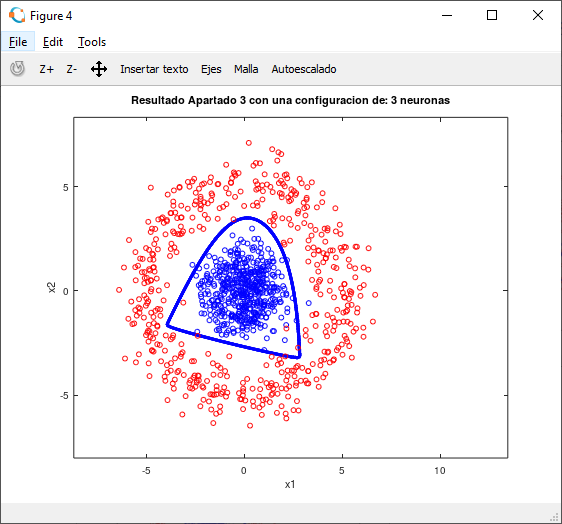 Figure 4
File Edit Tools
Z+ Z- Insertar texto Ejes Malla Autoescalado
Resultado Apartado 3 con una configuracion de: 3 neuronas
x2
5
0
-5
-5 0 5 10
x1